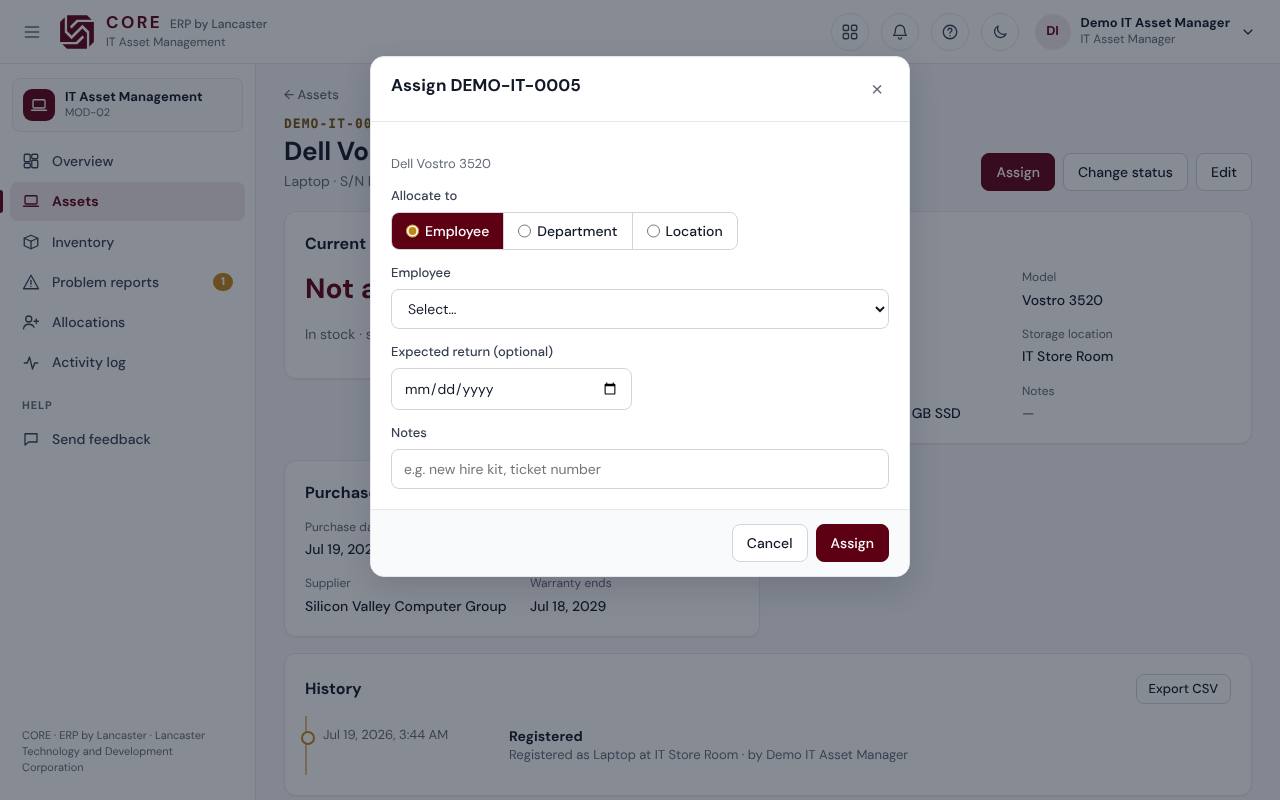 CORE ERP by Lancaster
IT Asset Management
DI
Demo IT Asset Manager
IT Asset Manager
IT Asset Management
MOD-02
Overview
Assets
Inventory
Problem reports
1
Allocations
Activity log
HELP
Send feedback
CORE · ERP by Lancaster · Lancaster
Technology and Development
Corporation
← Assets
DEMO-IT-00
Dell Vo
Laptop · S/N
Assign
Change status
Edit
Current
Not a
In stock · s
Model
Vostro 3520
Storage location
IT Store Room
GB SSD
Notes
—
Assign DEMO-IT-0005
×
Dell Vostro 3520
Allocate to
Employee
Department
Location
Employee
Select...
Expected return (optional)
mm/dd/yyyy
Notes
e.g. new hire kit, ticket number
Cancel
Assign
Purchase
Purchase da
Jul 19, 202
Supplier
Silicon Valley Computer Group
Warranty ends
Jul 18, 2029
History
Export CSV
Jul 19, 2026, 3:44 AM
Registered
Registered as Laptop at IT Store Room · by Demo IT Asset Manager